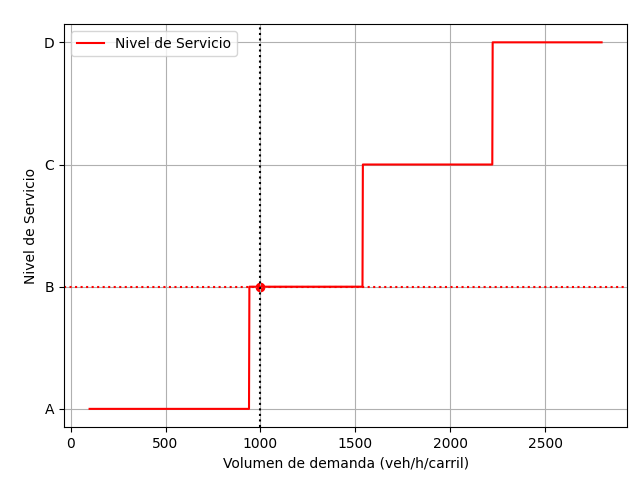 Nivel de Servicio
D
C
B
A
Nivel de Servicio
0 500 1000 1500 2000 2500
Volumen de demanda (veh/h/carril)